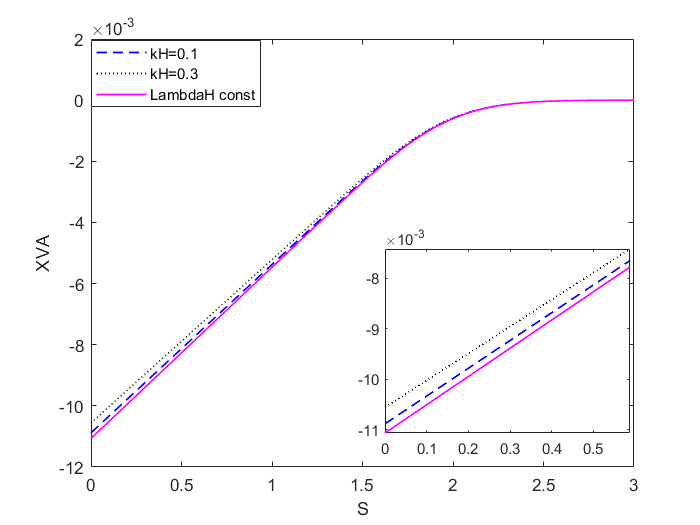 ×10-3
2
0
-2
-4
-6
-8
-10
-12
0 0.5 1 1.5 2 2.5 3
S
XVA
kH=0.1
kH=0.3
LambdaH const
×10-3
-8
-9
-10
-11
0 0.1 0.2 0.3 0.4 0.5